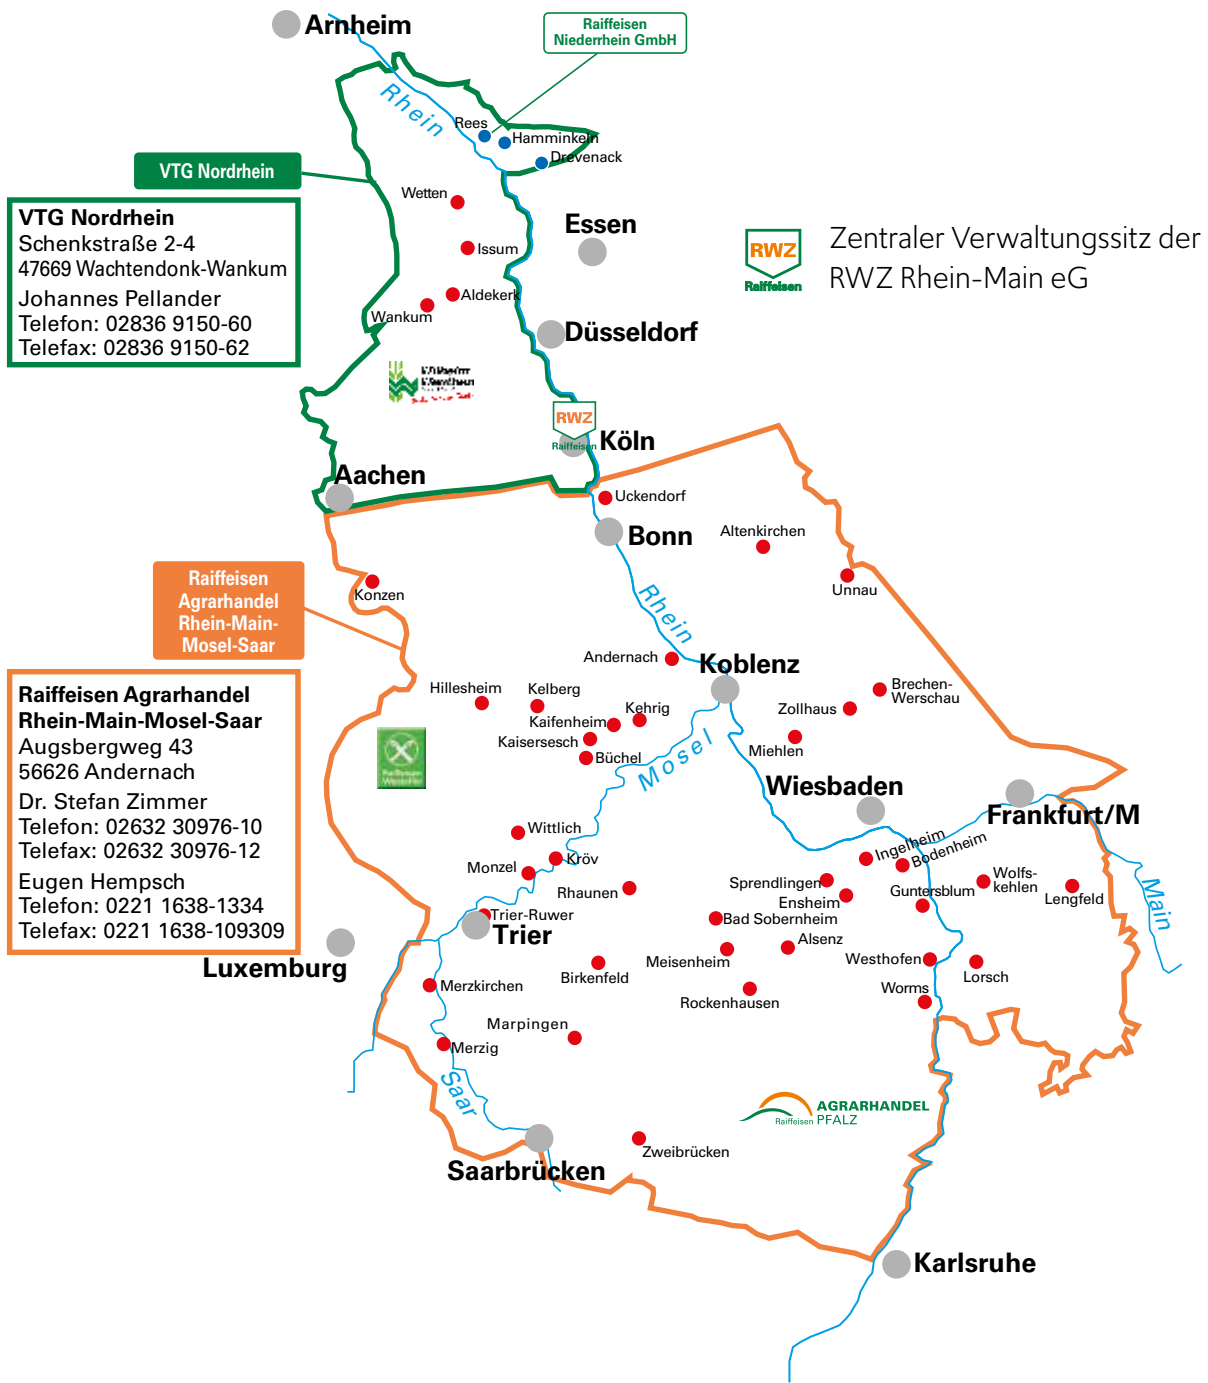 Arnheim
Raiffeisen
Niederrhein GmbH
Rhein
Rees
Hamminkeln
Drevenack
VTG Nordrhein
Wetten
VTG Nordrhein
Schenkstraße 2-4
47669 Wachtendonk-Wankum
Johannes Pellander
Telefon: 02836 9150-60
Telefax: 02836 9150-62
Essen
Issum
RWZ
Raiffeisen
Zentraler Verwaltungssitz der
RWZ Rhein-Main eG
Aldekerk
Wankum
Düsseldorf
RWZ
Raiffeisen
Köln
Aachen
Uckendorf
Bonn
Altenkirchen
Unnau
Konzen
Raiffeisen
Agrarhandel
Rhein-Main-
Mosel-Saar
Rhein
Andernach
Koblenz
Raiffeisen Agrarhandel
Rhein-Main-Mosel-Saar
Augsbergweg 43
56626 Andernach
Dr. Stefan Zimmer
Telefon: 02632 30976-10
Telefax: 02632 30976-12
Eugen Hempsch
Telefon: 0221 1638-1334
Telefax: 0221 1638-109309
Hillesheim
Kelberg
Kehrig
Kaifenheim
Kaisersesch
Büchel
Mosel
Brechen-
Werschau
Zollhaus
Miehlen
Wiesbaden
Frankfurt/M
Wittlich
Kröv
Monzel
Rhaunen
Ingelheim
Bodenheim
Sprendlingen
Ensheim
Guntersblum
Wolfs-
kehlen
Lengfeld
Main
Trier-Ruwer
Trier
Bad Sobernheim
Alsenz
Meisenheim
Westhofen
Lorsch
Luxemburg
Birkenfeld
Merzkirchen
Rockenhausen
Worms
Marpingen
Merzig
Saar
AGRARHANDEL
Raiffeisen PFALZ
Zweibrücken
Saarbrücken
Karlsruhe